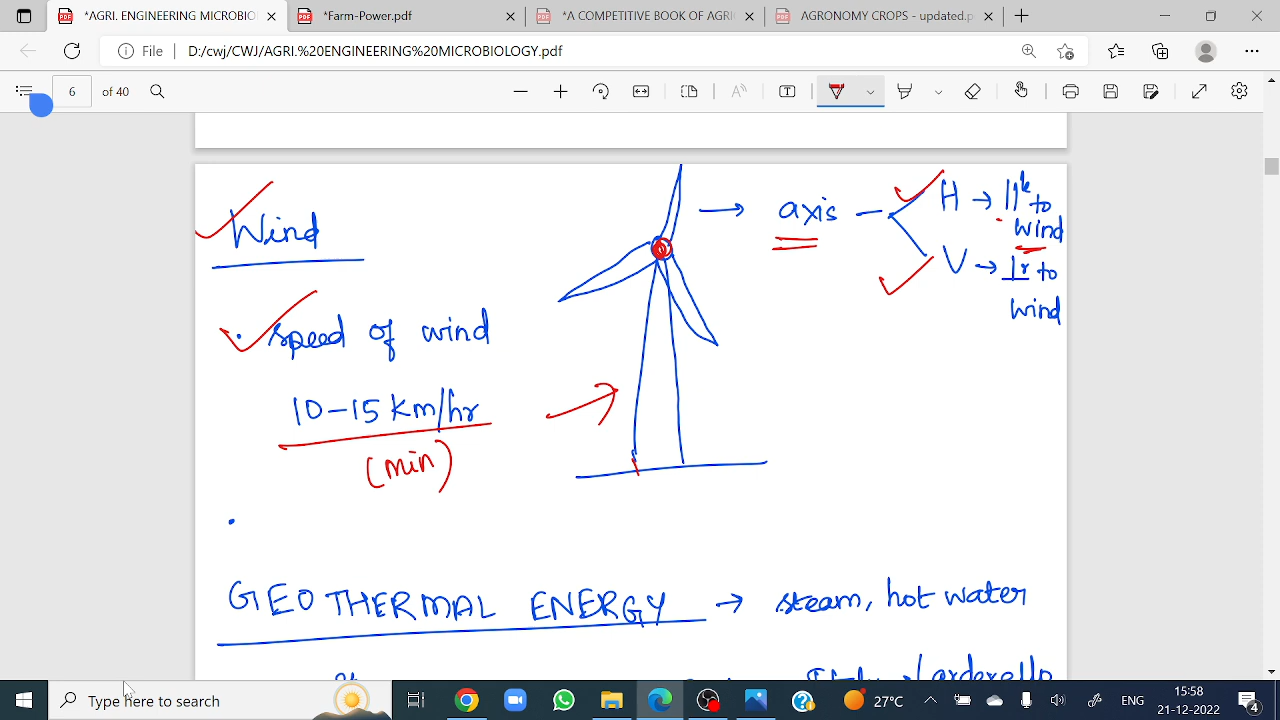 *AGRI. ENGINEERING MICROBIO
*Farm-Power.pdf
*A COMPETITIVE BOOK OF AGRI
AGRONOMY CROPS - updated.p
File
D:/cwj/CWJ/AGRI.%20ENGINEERING%20MICROBIOLOGY.pdf
6 of 40
Wind
axis
H → ||k to
wind
V → ⊥r to
wind
• speed of wind
10-15 km/hr
(min)
GEOTHERMAL ENERGY → steam, hot water
Larderello
Type here to search
27°C
ENG
15:58
21-12-2022
4